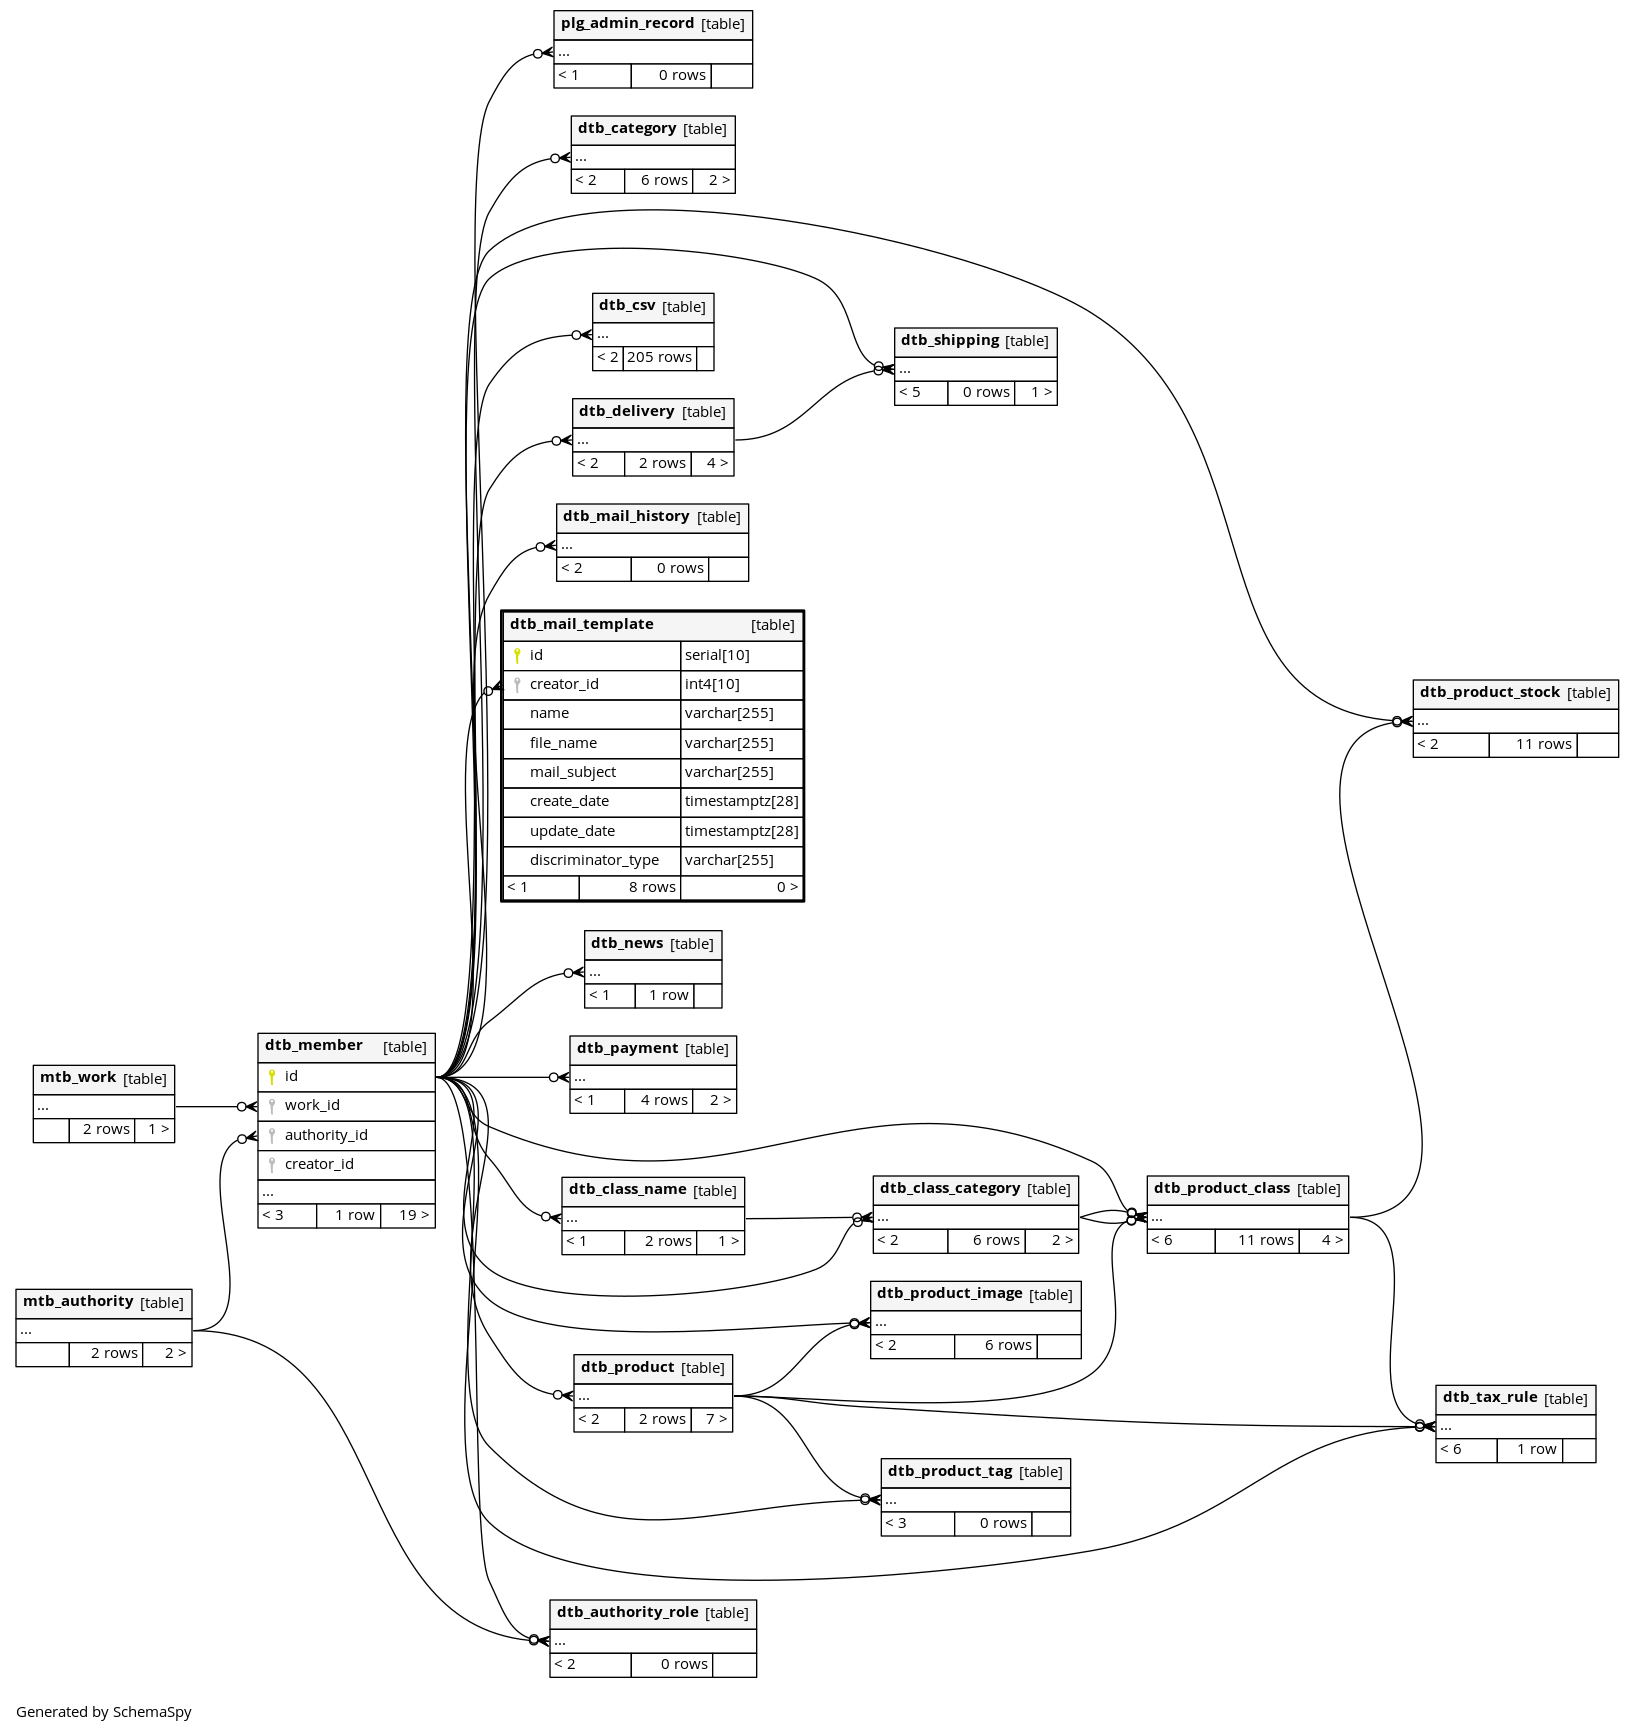 plg_admin_record [table]
...
< 1 0 rows
dtb_category [table]
...
< 2 6 rows 2 >
dtb_csv [table]
...
< 2 205 rows
dtb_shipping [table]
...
< 5 0 rows 1 >
dtb_delivery [table]
...
< 2 2 rows 4 >
dtb_mail_history [table]
...
< 2 0 rows
dtb_mail_template [table]
id serial[10]
creator_id int4[10]
name varchar[255]
file_name varchar[255]
mail_subject varchar[255]
create_date timestamptz[28]
update_date timestamptz[28]
discriminator_type varchar[255]
< 1 8 rows 0 >
dtb_product_stock [table]
...
< 2 11 rows
dtb_news [table]
...
< 1 1 row
dtb_member [table]
id
work_id
authority_id
creator_id
...
< 3 1 row 19 >
mtb_work [table]
...
2 rows 1 >
dtb_payment [table]
...
< 1 4 rows 2 >
dtb_class_name [table]
...
< 1 2 rows 1 >
dtb_class_category [table]
...
< 2 6 rows 2 >
dtb_product_class [table]
...
< 6 11 rows 4 >
mtb_authority [table]
...
2 rows 2 >
dtb_product_image [table]
...
< 2 6 rows
dtb_product [table]
...
< 2 2 rows 7 >
dtb_tax_rule [table]
...
< 6 1 row
dtb_product_tag [table]
...
< 3 0 rows
dtb_authority_role [table]
...
< 2 0 rows
Generated by SchemaSpy